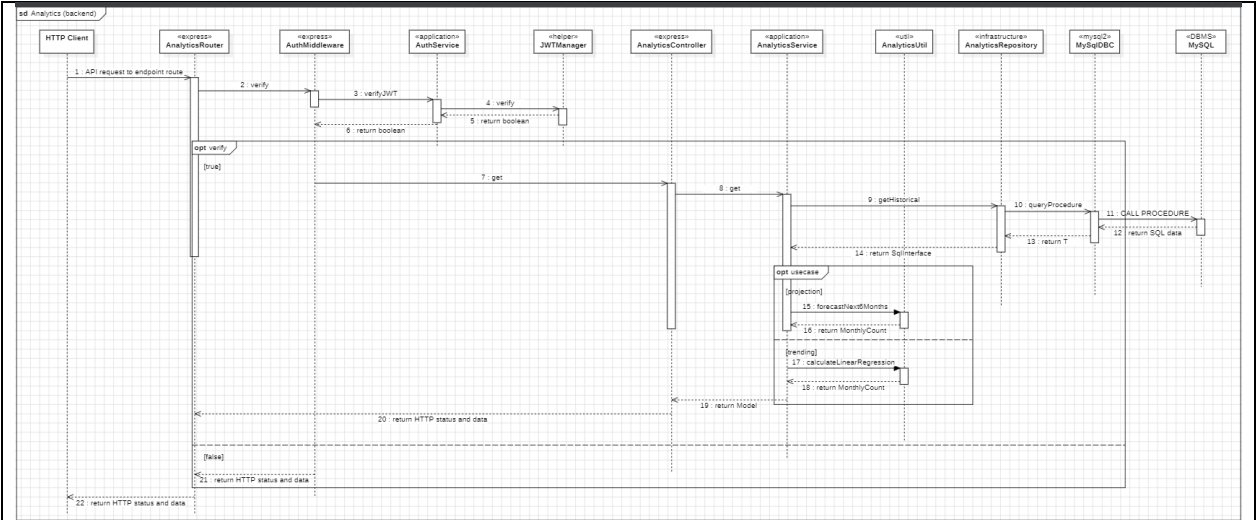 sd Analytics (backend)
HTTP Client
«express»
AnalyticsRouter
«express»
AuthMiddleware
«application»
AuthService
«helper»
JWTManager
«express»
AnalyticsController
«application»
AnalyticsService
«util»
AnalyticsUtil
«infrastructure»
AnalyticsRepository
«mysql2»
MySqlDBC
«DBMS»
MySQL
1 : API request to endpoint route
2 : verify
3 : verifyJWT
4 : verify
5 : return boolean
6 : return boolean
opt verify
[true]
7 : get
8 : get
9 : getHistorical
10 : queryProcedure
11 : CALL PROCEDURE
12 : return SQL data
13 : return T
14 : return SqlInterface
opt usecase
[projection]
15 : forecastNext6Months
16 : return MonthlyCount
[trending]
17 : calculateLinearRegression
18 : return MonthlyCount
19 : return Model
20 : return HTTP status and data
[false]
21 : return HTTP status and data
22 : return HTTP status and data